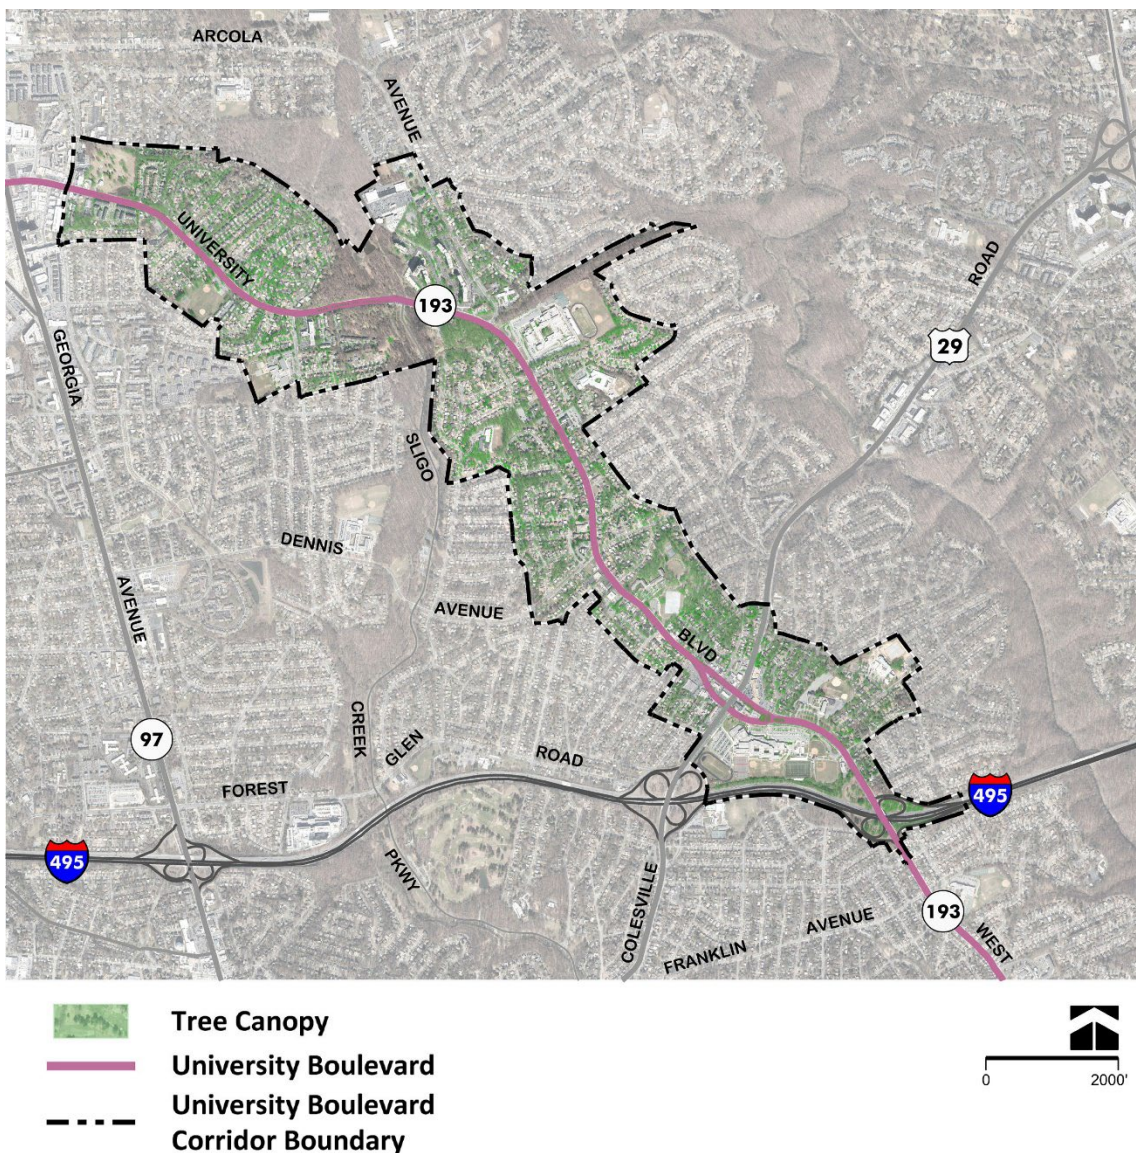 ARCOLA
AVENUE
UNIVERSITY
193
ROAD
29
GEORGIA
SLIGO
DENNIS
AVENUE
AVENUE
BLVD
CREEK
GLEN
ROAD
97
FOREST
495
495
PKWY
COLESVILLE
193
AVENUE
WEST
FRANKLIN
Tree Canopy
University Boulevard
University Boulevard
Corridor Boundary
0 2000'